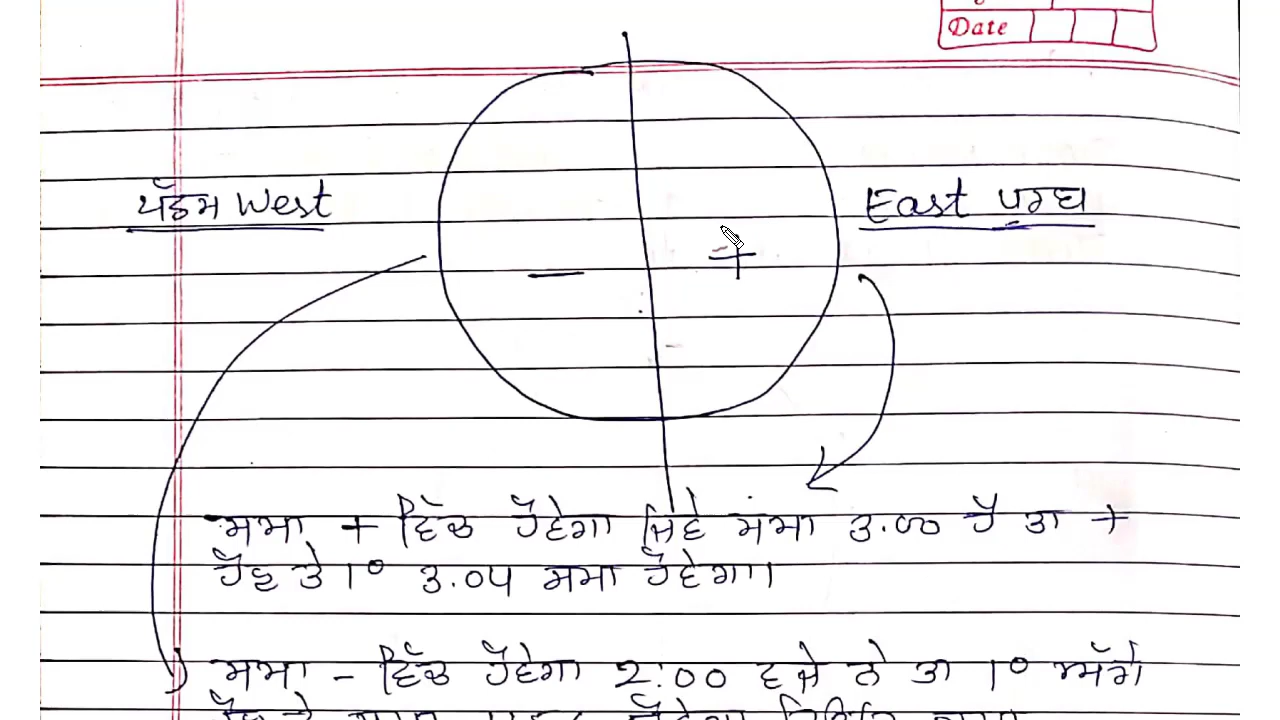 Date
ਪੱਛਮ West
East ਪੂਰਬ
-
+
ਸਮਾ + ਵਿੱਚ ਹੋਵੇਗਾ ਜਿਵੇ ਸਮਾ 3.00 ਹੈ ਤਾ +
ਹੋਣ ਤੇ 1° 3.04 ਸਮਾ ਹੋਵੇਗਾ।
ਸਮਾ - ਵਿੱਚ ਹੋਵੇਗਾ 2:00 ਵਜੇ ਨੇ ਤਾ 1° ਅੱਗੇ